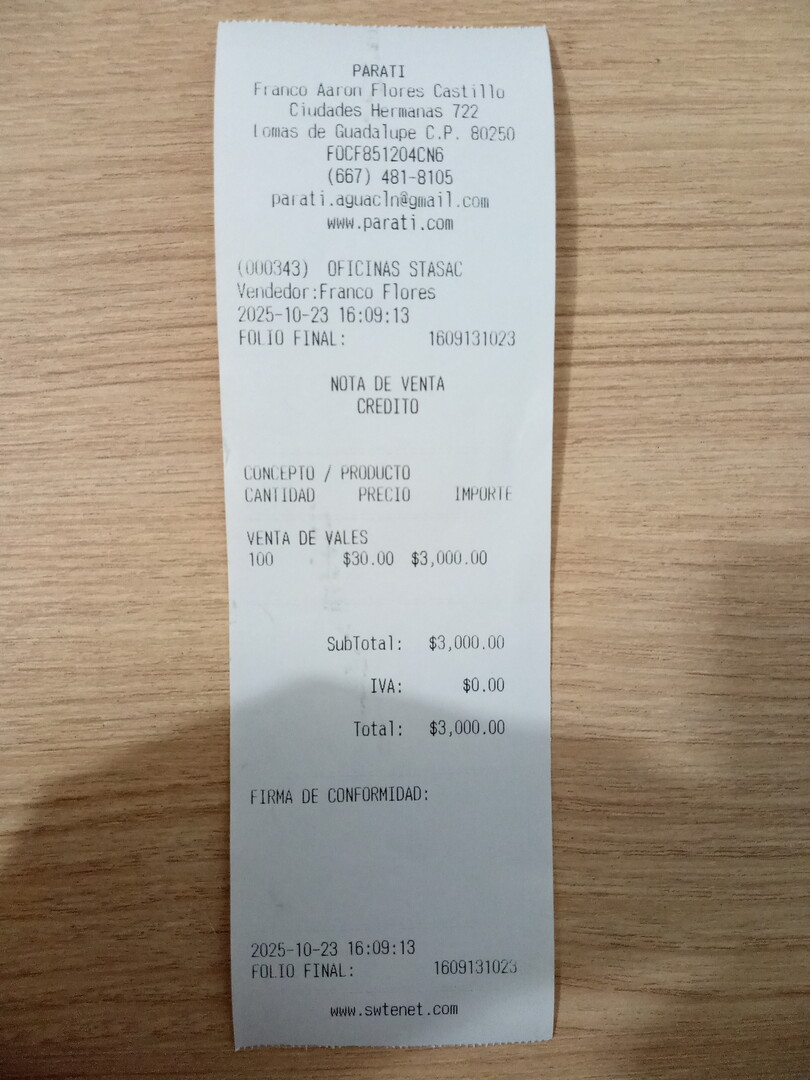 PARATI
Franco Aaron Flores Castillo
Ciudades Hermanas 722
Lomas de Guadalupe C.P. 80250
FOCF851204CN6
(667) 481-8105
parati.aguacln@gmail.com
www.parati.com
(000343) OFICINAS STASAC
Vendedor:Franco Flores
2025-10-23 16:09:13
FOLIO FINAL: 1609131023
NOTA DE VENTA
CREDITO
CONCEPTO / PRODUCTO
CANTIDAD PRECIO IMPORTE
VENTA DE VALES
100 $30.00 $3,000.00
SubTotal: $3,000.00
IVA: $0.00
Total: $3,000.00
FIRMA DE CONFORMIDAD:
2025-10-23 16:09:13
FOLIO FINAL: 1609131023
www.swtenet.com